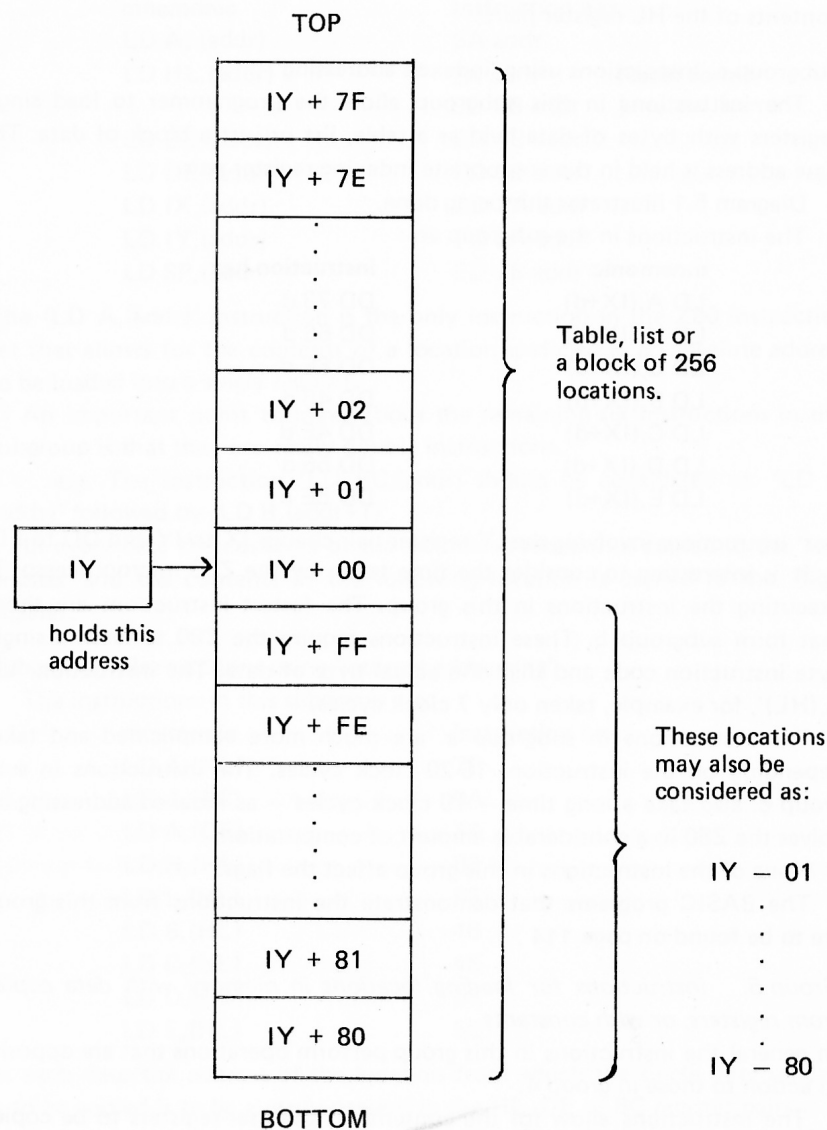 TOP
IY + 7F
IY + 7E
Table, list or
a block of 256
locations.
IY + 02
IY + 01
IY
IY + 00
holds this
address
IY + FF
IY + FE
These locations
may also be
considered as:
IY – 01
IY + 81
IY + 80
IY – 80
BOTTOM